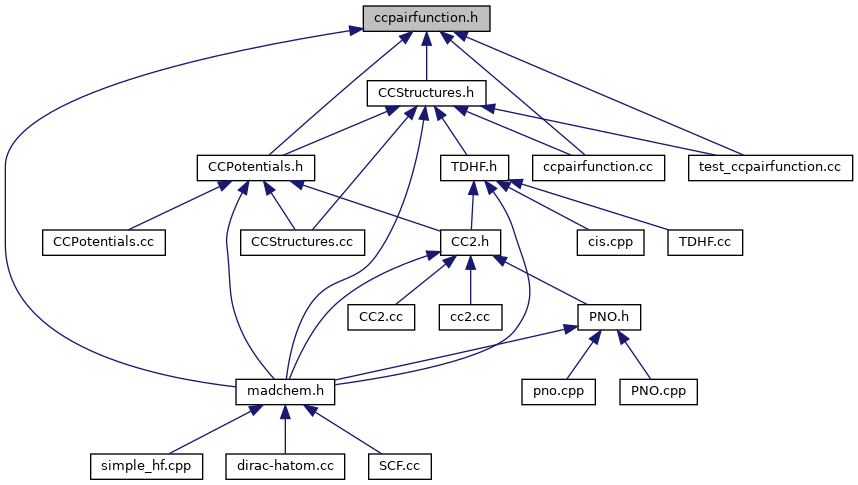 ccpairfunction.h
CCStructures.h
CCPotentials.h
TDHF.h
ccpairfunction.cc
test_ccpairfunction.cc
CCPotentials.cc
CCStructures.cc
CC2.h
cis.cpp
TDHF.cc
CC2.cc
cc2.cc
PNO.h
madchem.h
pno.cpp
PNO.cpp
simple_hf.cpp
dirac-hatom.cc
SCF.cc